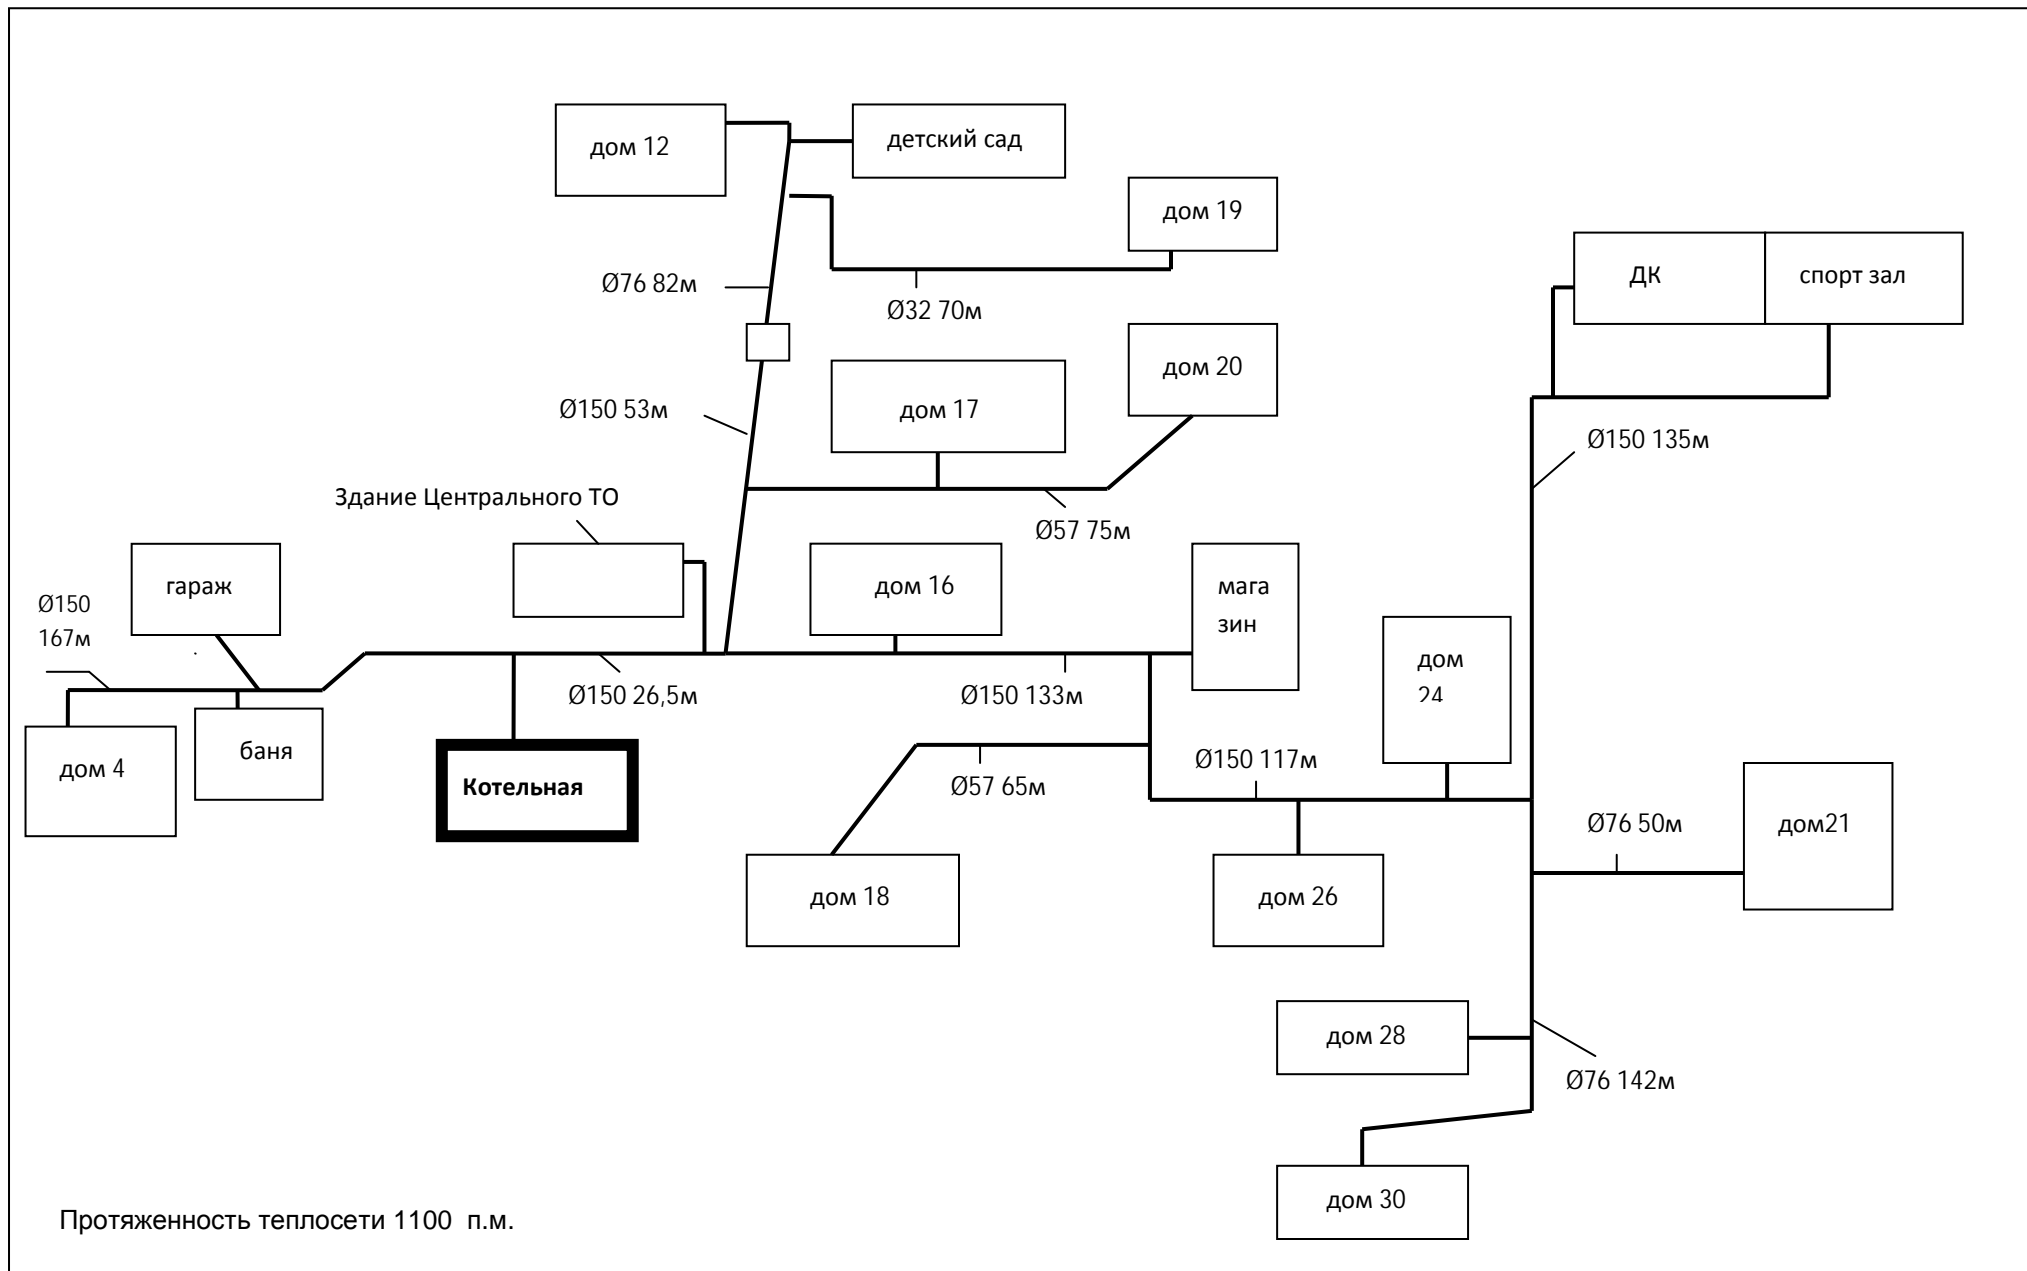 дом 12
детский сад
дом 19
ДК
спорт зал
Ø76 82м
Ø32 70м
дом 20
дом 17
Ø150 53м
Ø150 135м
Здание Центрального ТО
Ø57 75м
гараж
дом 16
мага
зин
Ø150
167м
дом
24
Ø150 26,5м
Ø150 133м
баня
дом 4
Котельная
Ø57 65м
Ø150 117м
Ø76 50м
дом21
дом 18
дом 26
дом 28
Ø76 142м
дом 30
Протяженность теплосети 1100 п.м.